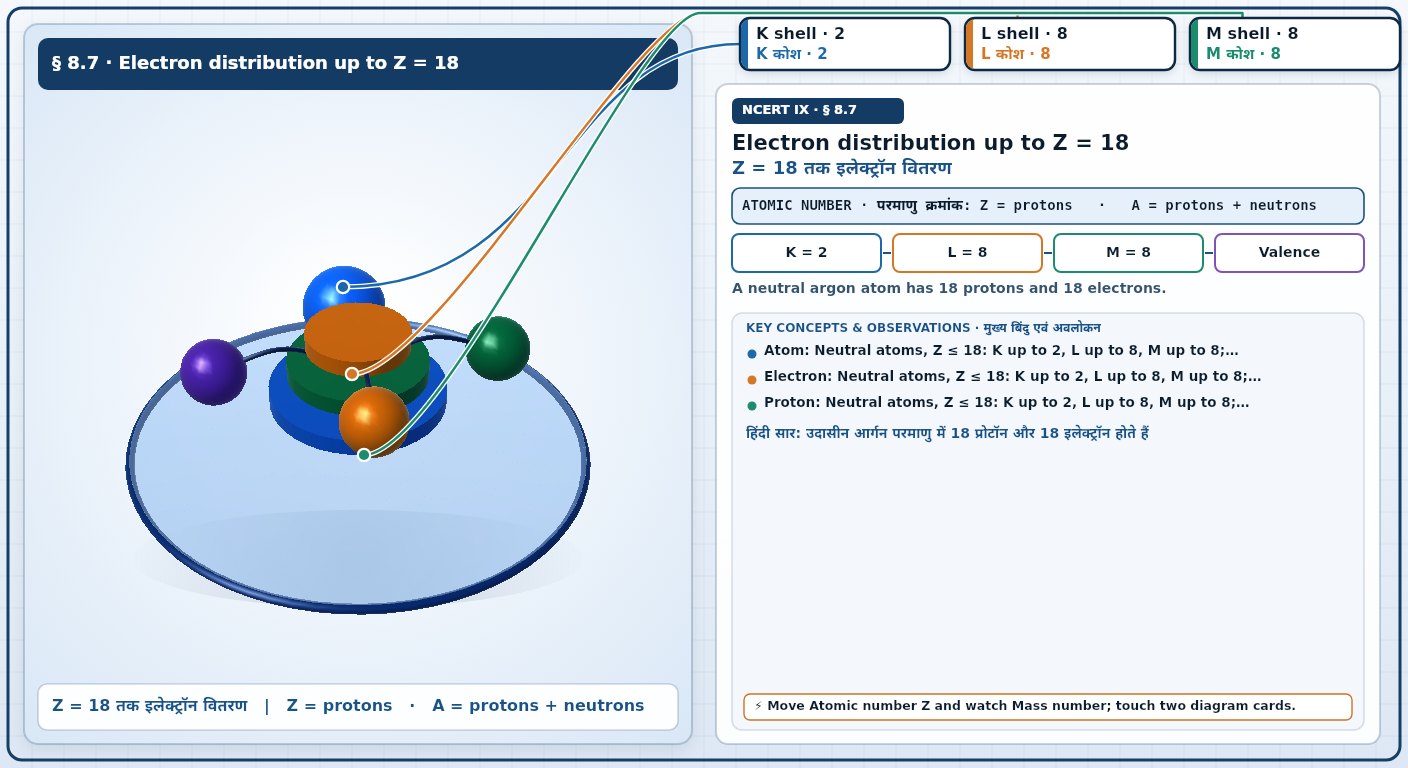 § 8.7 · Electron distribution up to Z = 18
K shell · 2
K कोश · 2
L shell · 8
L कोश · 8
M shell · 8
M कोश · 8
NCERT IX · § 8.7
Electron distribution up to Z = 18
Z = 18 तक इलेक्ट्रॉन वितरण
ATOMIC NUMBER · परमाणु क्रमांक: Z = protons · A = protons + neutrons
K = 2
L = 8
M = 8
Valence
A neutral argon atom has 18 protons and 18 electrons.
KEY CONCEPTS & OBSERVATIONS · मुख्य बिंदु एवं अवलोकन
● Atom: Neutral atoms, Z ≤ 18: K up to 2, L up to 8, M up to 8;…
● Electron: Neutral atoms, Z ≤ 18: K up to 2, L up to 8, M up to 8;…
● Proton: Neutral atoms, Z ≤ 18: K up to 2, L up to 8, M up to 8;…
हिंदी सार: उदासीन आर्गन परमाणु में 18 प्रोटॉन और 18 इलेक्ट्रॉन होते हैं
⚡ Move Atomic number Z and watch Mass number; touch two diagram cards.
Z = 18 तक इलेक्ट्रॉन वितरण | Z = protons · A = protons + neutrons